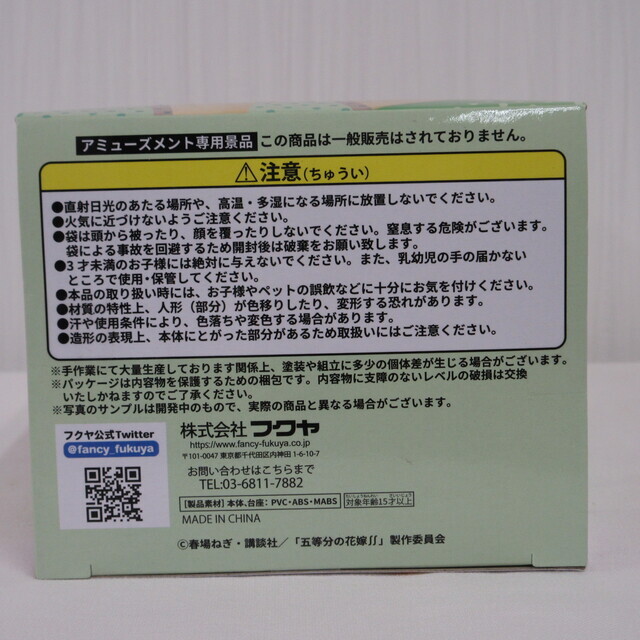 アミューズメント専用景品 この商品は一般販売はされておりません。
⚠注意(ちゅうい)
●直射日光のあたる場所や、高温・多湿になる場所に放置しないでください。
●火気に近づけないようご注意ください。
●袋は頭から被ったり、顔を覆ったりしないでください。窒息する危険がございます。
袋による事故を回避するため開封後は破棄をお願い致します。
●3才未満のお子様には絶対に与えないでください。また、乳幼児の手の届かない
ところで使用・保管してください。
●本品の取り扱い時には、お子様やペットの誤飲などに十分にお気を付けください。
●材質の特性上、人形(部分)が色移りしたり、変形する恐れがあります。
●汗や使用条件により、色落ちや変色する場合があります。
●造形の表現上、本体にとがった部分があるため取扱いにはご注意ください。
※手作業にて大量生産しております関係上、塗装や組立に多少の個体差が生じる場合がございます。
※パッケージは内容物を保護するための梱包です。内容物に支障のないレベルの破損は交換
いたしかねますのでご了承ください。
※写真のサンプルは開発中のもので、実際の商品と異なる場合がございます。
フクヤ公式Twitter
@fancy_fukuya
株式会社フクヤ
https://www.fancy-fukuya.co.jp
〒101-0047 東京都千代田区内神田 1-6-10-7
お問い合わせはこちらまで
TEL:03-6811-7882
【製品素材】本体、台座:PVC・ABS・MABS
対象年齢15才以上
MADE IN CHINA
©春場ねぎ・講談社/「五等分の花嫁∬」製作委員会